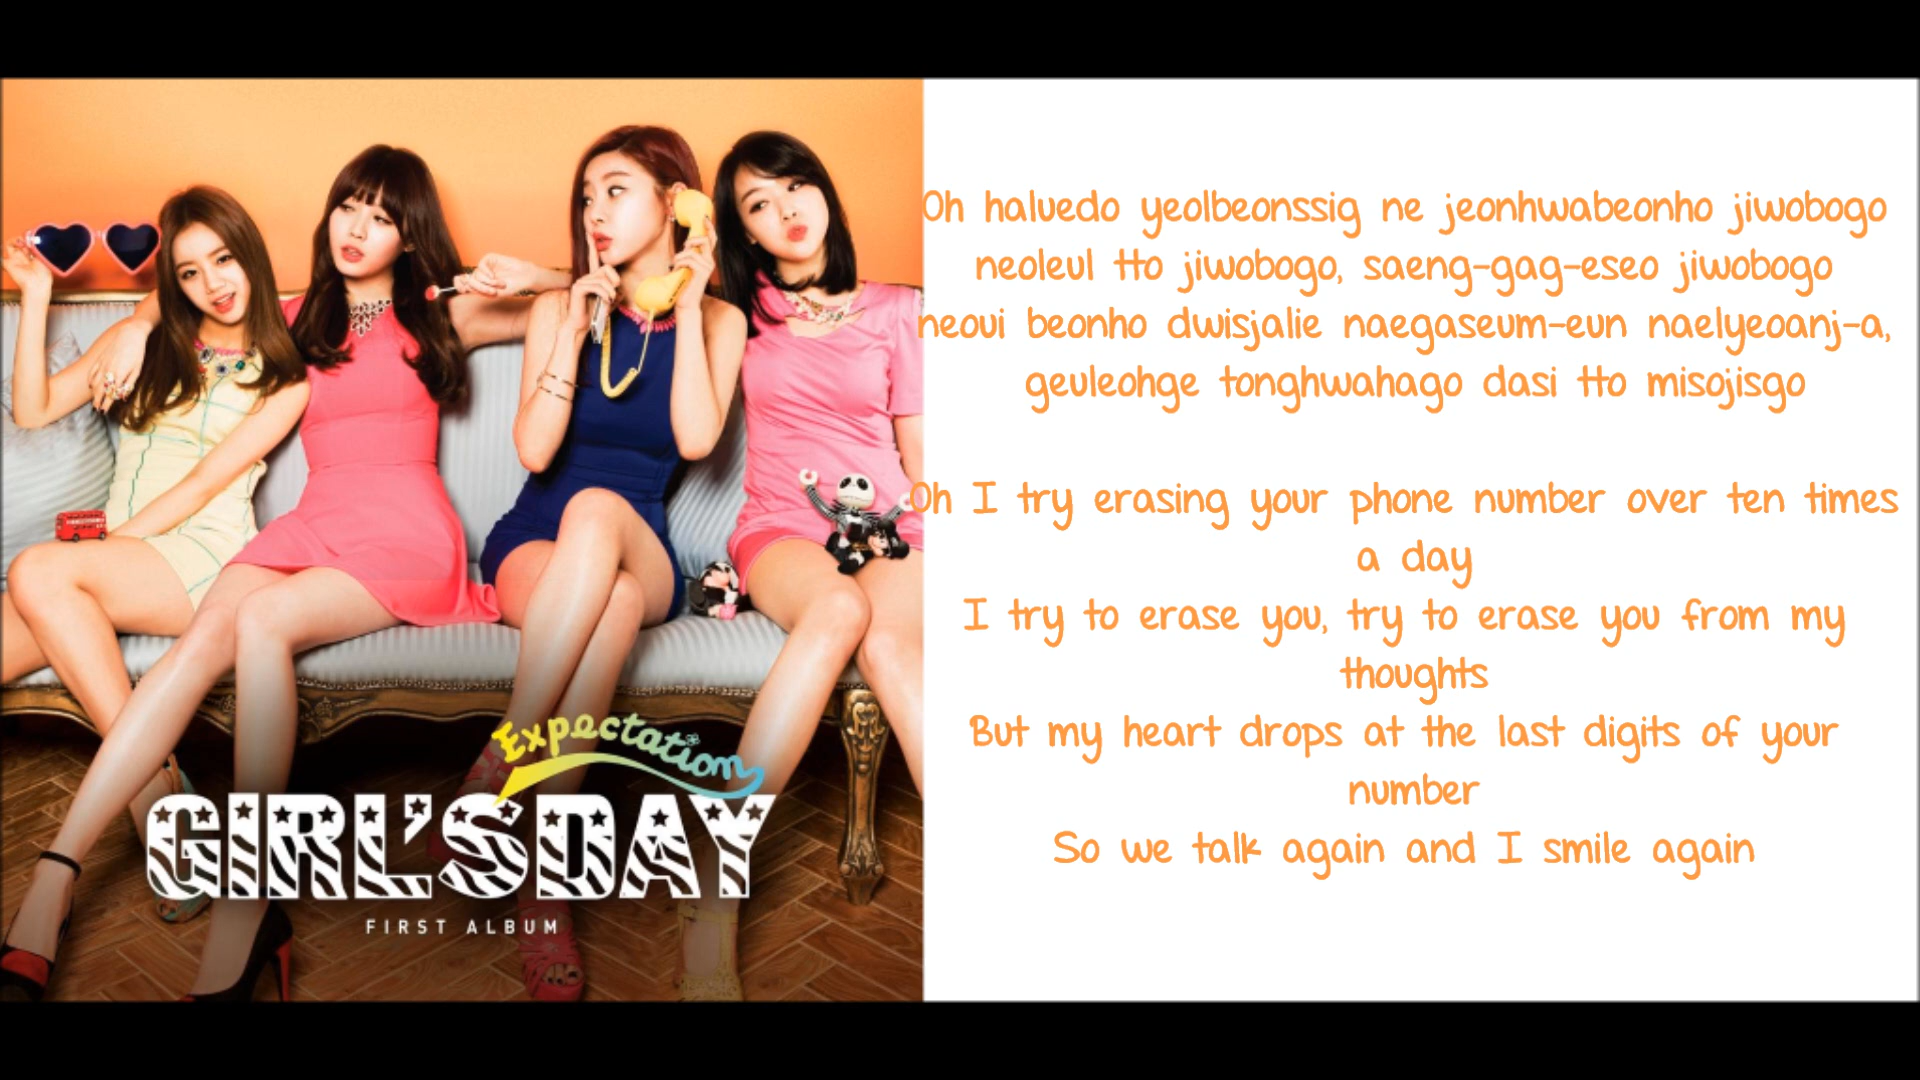 Expectation
GIRL'S DAY
FIRST ALBUM
Oh haluedo yeolbeonssig ne jeonhwabeonho jiwobogo
neoleul tto jiwobogo, saeng-gag-eseo jiwobogo
neoui beonho dwisjalie naegaseum-eun naelyeoanj-a,
geuleohge tonghwahago dasi tto misojisgo
Oh I try erasing your phone number over ten times
a day
I try to erase you, try to erase you from my
thoughts
But my heart drops at the last digits of your
number
So we talk again and I smile again